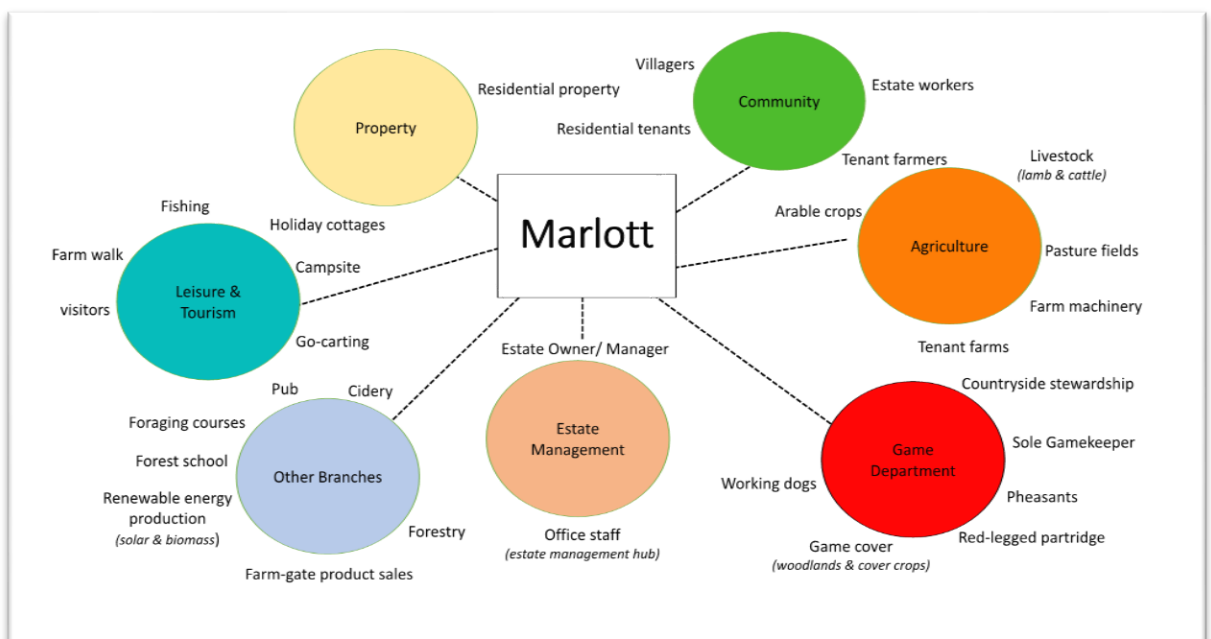 Villagers
Community
Estate workers
Residential property
Property
Residential tenants
Tenant farmers
Livestock
(lamb & cattle)
Marlott
Arable crops
Agriculture
Pasture fields
Farm machinery
Tenant farms
Fishing
Holiday cottages
Farm walk
Campsite
Leisure &
Tourism
visitors
Go-carting
Estate Owner/ Manager
Estate
Management
Office staff
(estate management hub)
Pub
Cidery
Foraging courses
Forest school
Other Branches
Renewable energy
production
(solar & biomass)
Forestry
Farm-gate product sales
Countryside stewardship
Sole Gamekeeper
Game
Department
Working dogs
Pheasants
Red-legged partridge
Game cover
(woodlands & cover crops)